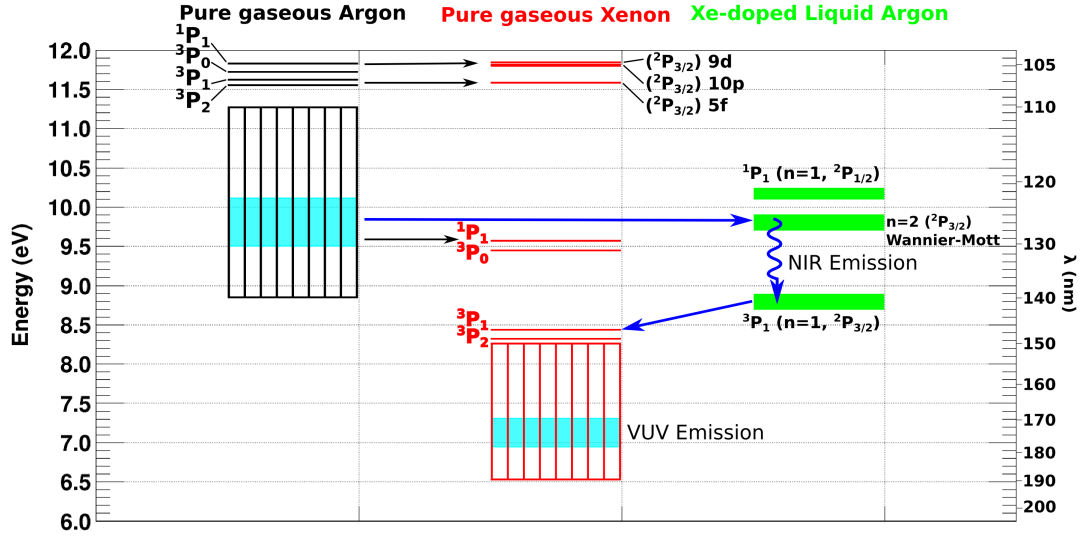 Pure gaseous Argon
Pure gaseous Xenon
Xe-doped Liquid Argon
Energy (eV)
12.0
11.5
11.0
10.5
10.0
9.5
9.0
8.5
8.0
7.5
7.0
6.5
6.0
¹P₁
³P₀
³P₁
³P₂
(²P₃/₂) 9d
(²P₃/₂) 10p
(²P₃/₂) 5f
¹P₁
³P₀
³P₁
³P₂
VUV Emission
¹P₁ (n=1, ²P₁/₂)
n=2 (²P₃/₂)
Wannier-Mott
NIR Emission
³P₁ (n=1, ²P₃/₂)
105
110
120
130
140
150
160
170
180
190
200
λ (nm)